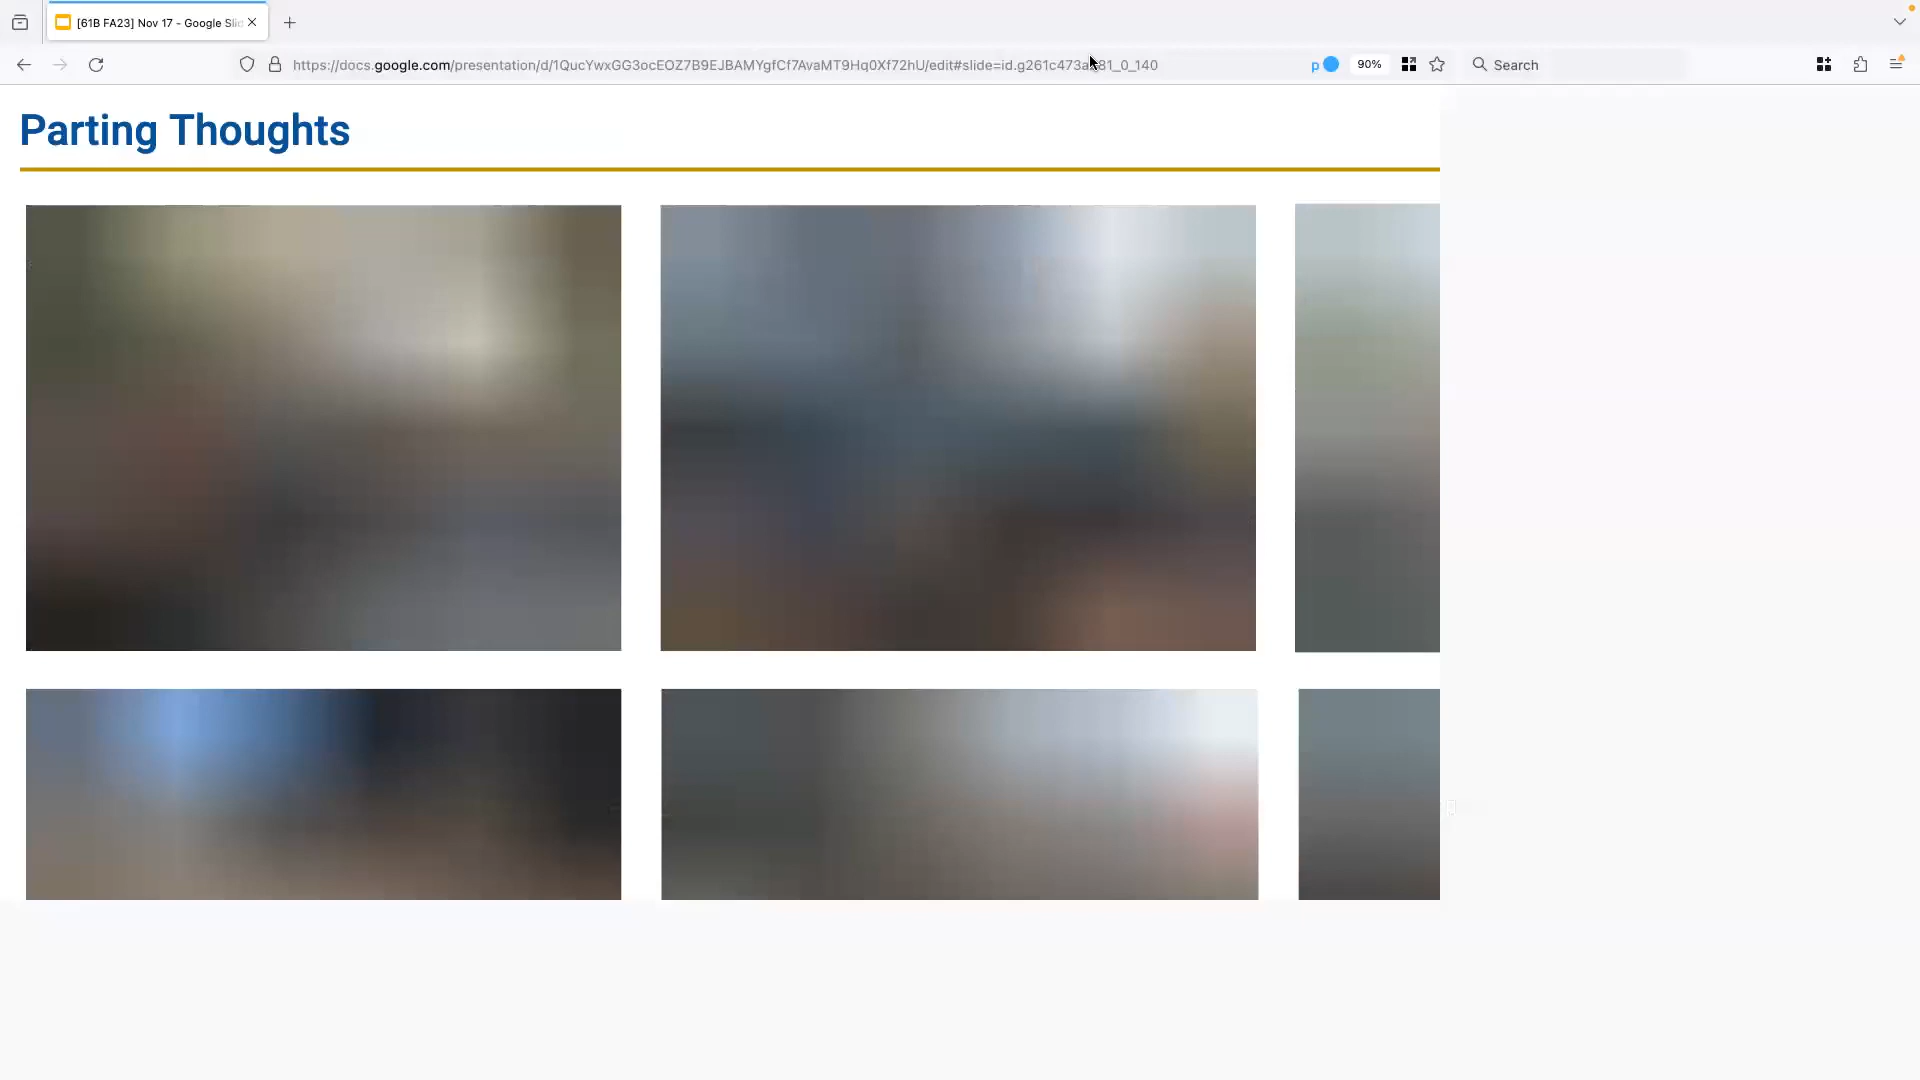 [61B FA23] Nov 17 - Google Sli
https://docs.google.com/presentation/d/1QucYwxGG3ocEOZ7B9EJBAMYgfCf7AvaMT9Hq0Xf72hU/edit#slide=id.g261c473a
81_0_140
p
90%
Search
Parting Thoughts